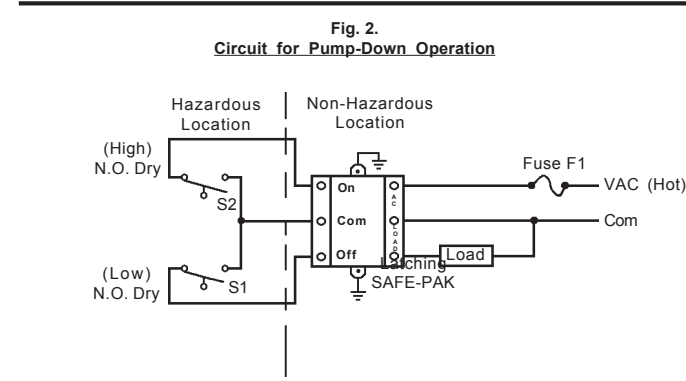 Fig. 2.
Circuit for Pump-Down Operation
Hazardous
Location
Non-Hazardous
Location
(High)
N.O. Dry
S2
On
Com
Off
AC
LOAD
Fuse F1
VAC (Hot)
Com
Load
Latching
SAFE-PAK
(Low)
N.O. Dry
S1